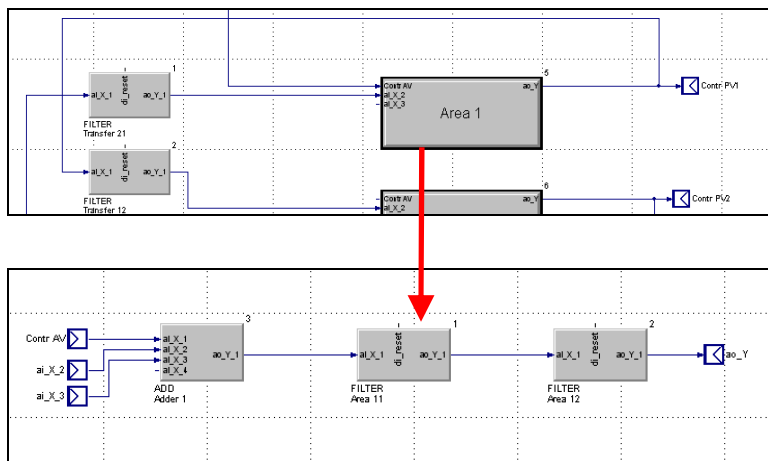 1
di_reset
aI_X_1
ao_Y_1
FILTER
Transfer 21
5
Contr AV
aI_X_2
aI_X_3
ao_Y
Area 1
Contr PV1
2
di_reset
aI_X_1
ao_Y_1
FILTER
Transfer 12
6
Contr AV
aI_X_2
ao_Y
Contr PV2
Contr AV
ai_X_2
ai_X_3
3
aI_X_1
aI_X_2
aI_X_3
aI_X_4
ao_Y_1
ADD
Adder 1
1
di_reset
aI_X_1
ao_Y_1
FILTER
Area 11
2
di_reset
aI_X_1
ao_Y_1
FILTER
Area 12
ao_Y